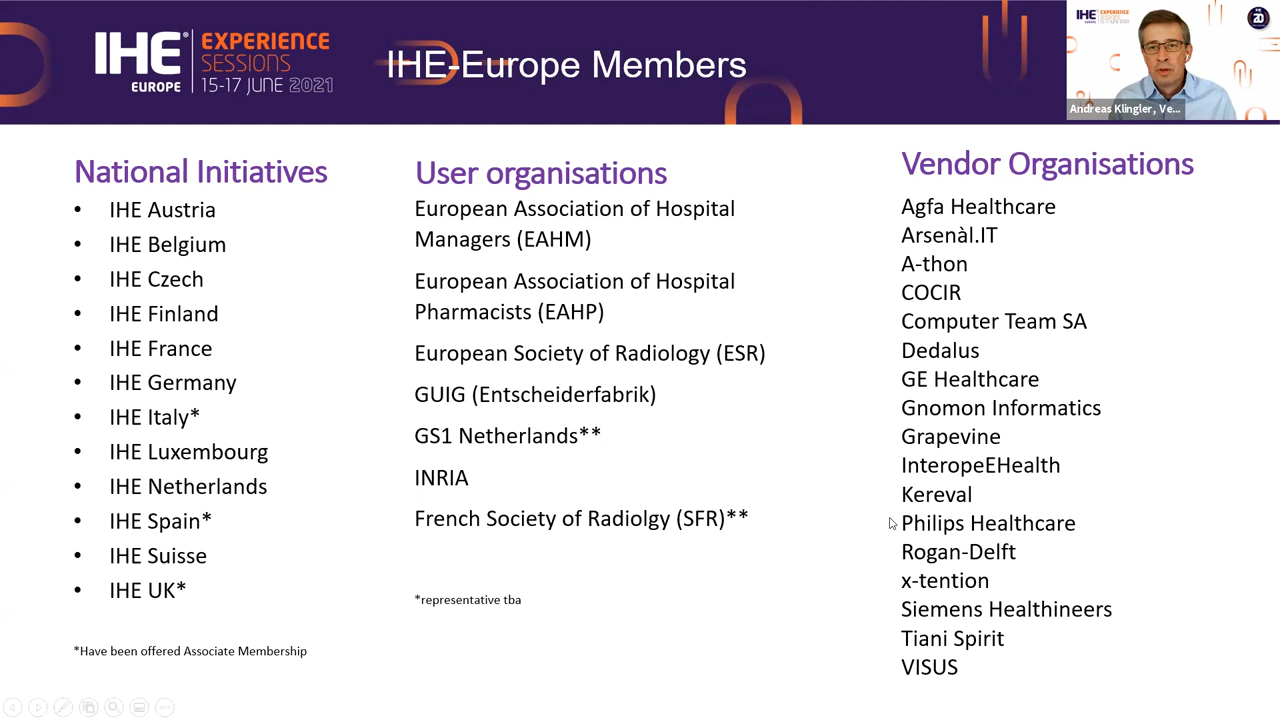 IHE®
EUROPE
EXPERIENCE
SESSIONS
15-17 JUNE 2021
IHE-Europe Members
IHE
EXPERIENCE
SESSIONS
IHE
20
Andreas Klingler, Ve...
National Initiatives
• IHE Austria
• IHE Belgium
• IHE Czech
• IHE Finland
• IHE France
• IHE Germany
• IHE Italy*
• IHE Luxembourg
• IHE Netherlands
• IHE Spain*
• IHE Suisse
• IHE UK*
*Have been offered Associate Membership
User organisations
European Association of Hospital
Managers (EAHM)
European Association of Hospital
Pharmacists (EAHP)
European Society of Radiology (ESR)
GUIG (Entscheiderfabrik)
GS1 Netherlands**
INRIA
French Society of Radiolgy (SFR)**
*representative tba
Vendor Organisations
Agfa Healthcare
Arsenàl.IT
A-thon
COCIR
Computer Team SA
Dedalus
GE Healthcare
Gnomon Informatics
Grapevine
InteropeEHealth
Kereval
Philips Healthcare
Rogan-Delft
x-tention
Siemens Healthineers
Tiani Spirit
VISUS